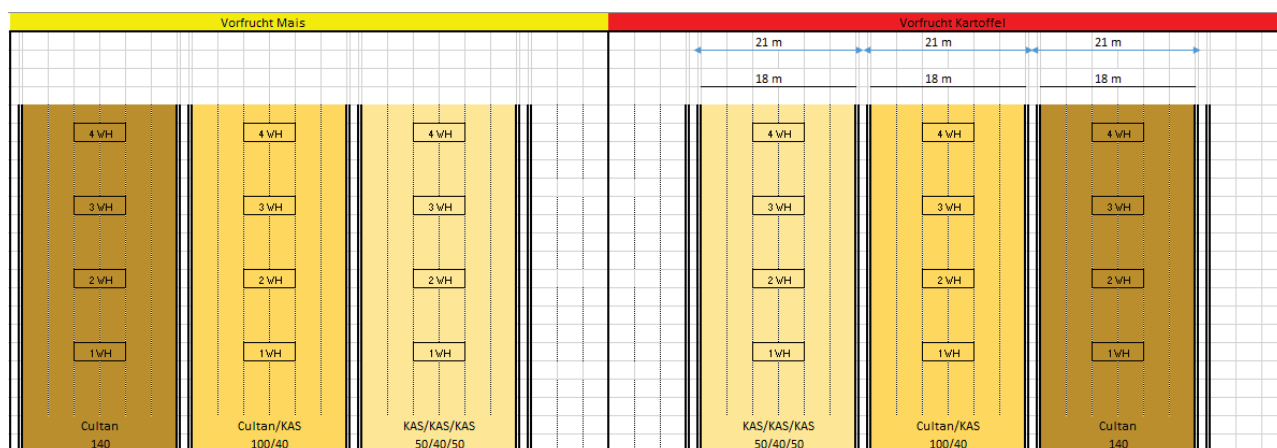 Vorfrucht Mais
Vorfrucht Kartoffel
21 m 21 m 21 m
18 m 18 m 18 m
4 WH 4 WH 4 WH 4 WH 4 WH 4 WH
3 WH 3 WH 3 WH 3 WH 3 WH 3 WH
2 WH 2 WH 2 WH 2 WH 2 WH 2 WH
1 WH 1 WH 1 WH 1 WH 1 WH 1 WH
Cultan Cultan/KAS KAS/KAS/KAS KAS/KAS/KAS Cultan/KAS Cultan
140 100/40 50/40/50 50/40/50 100/40 140